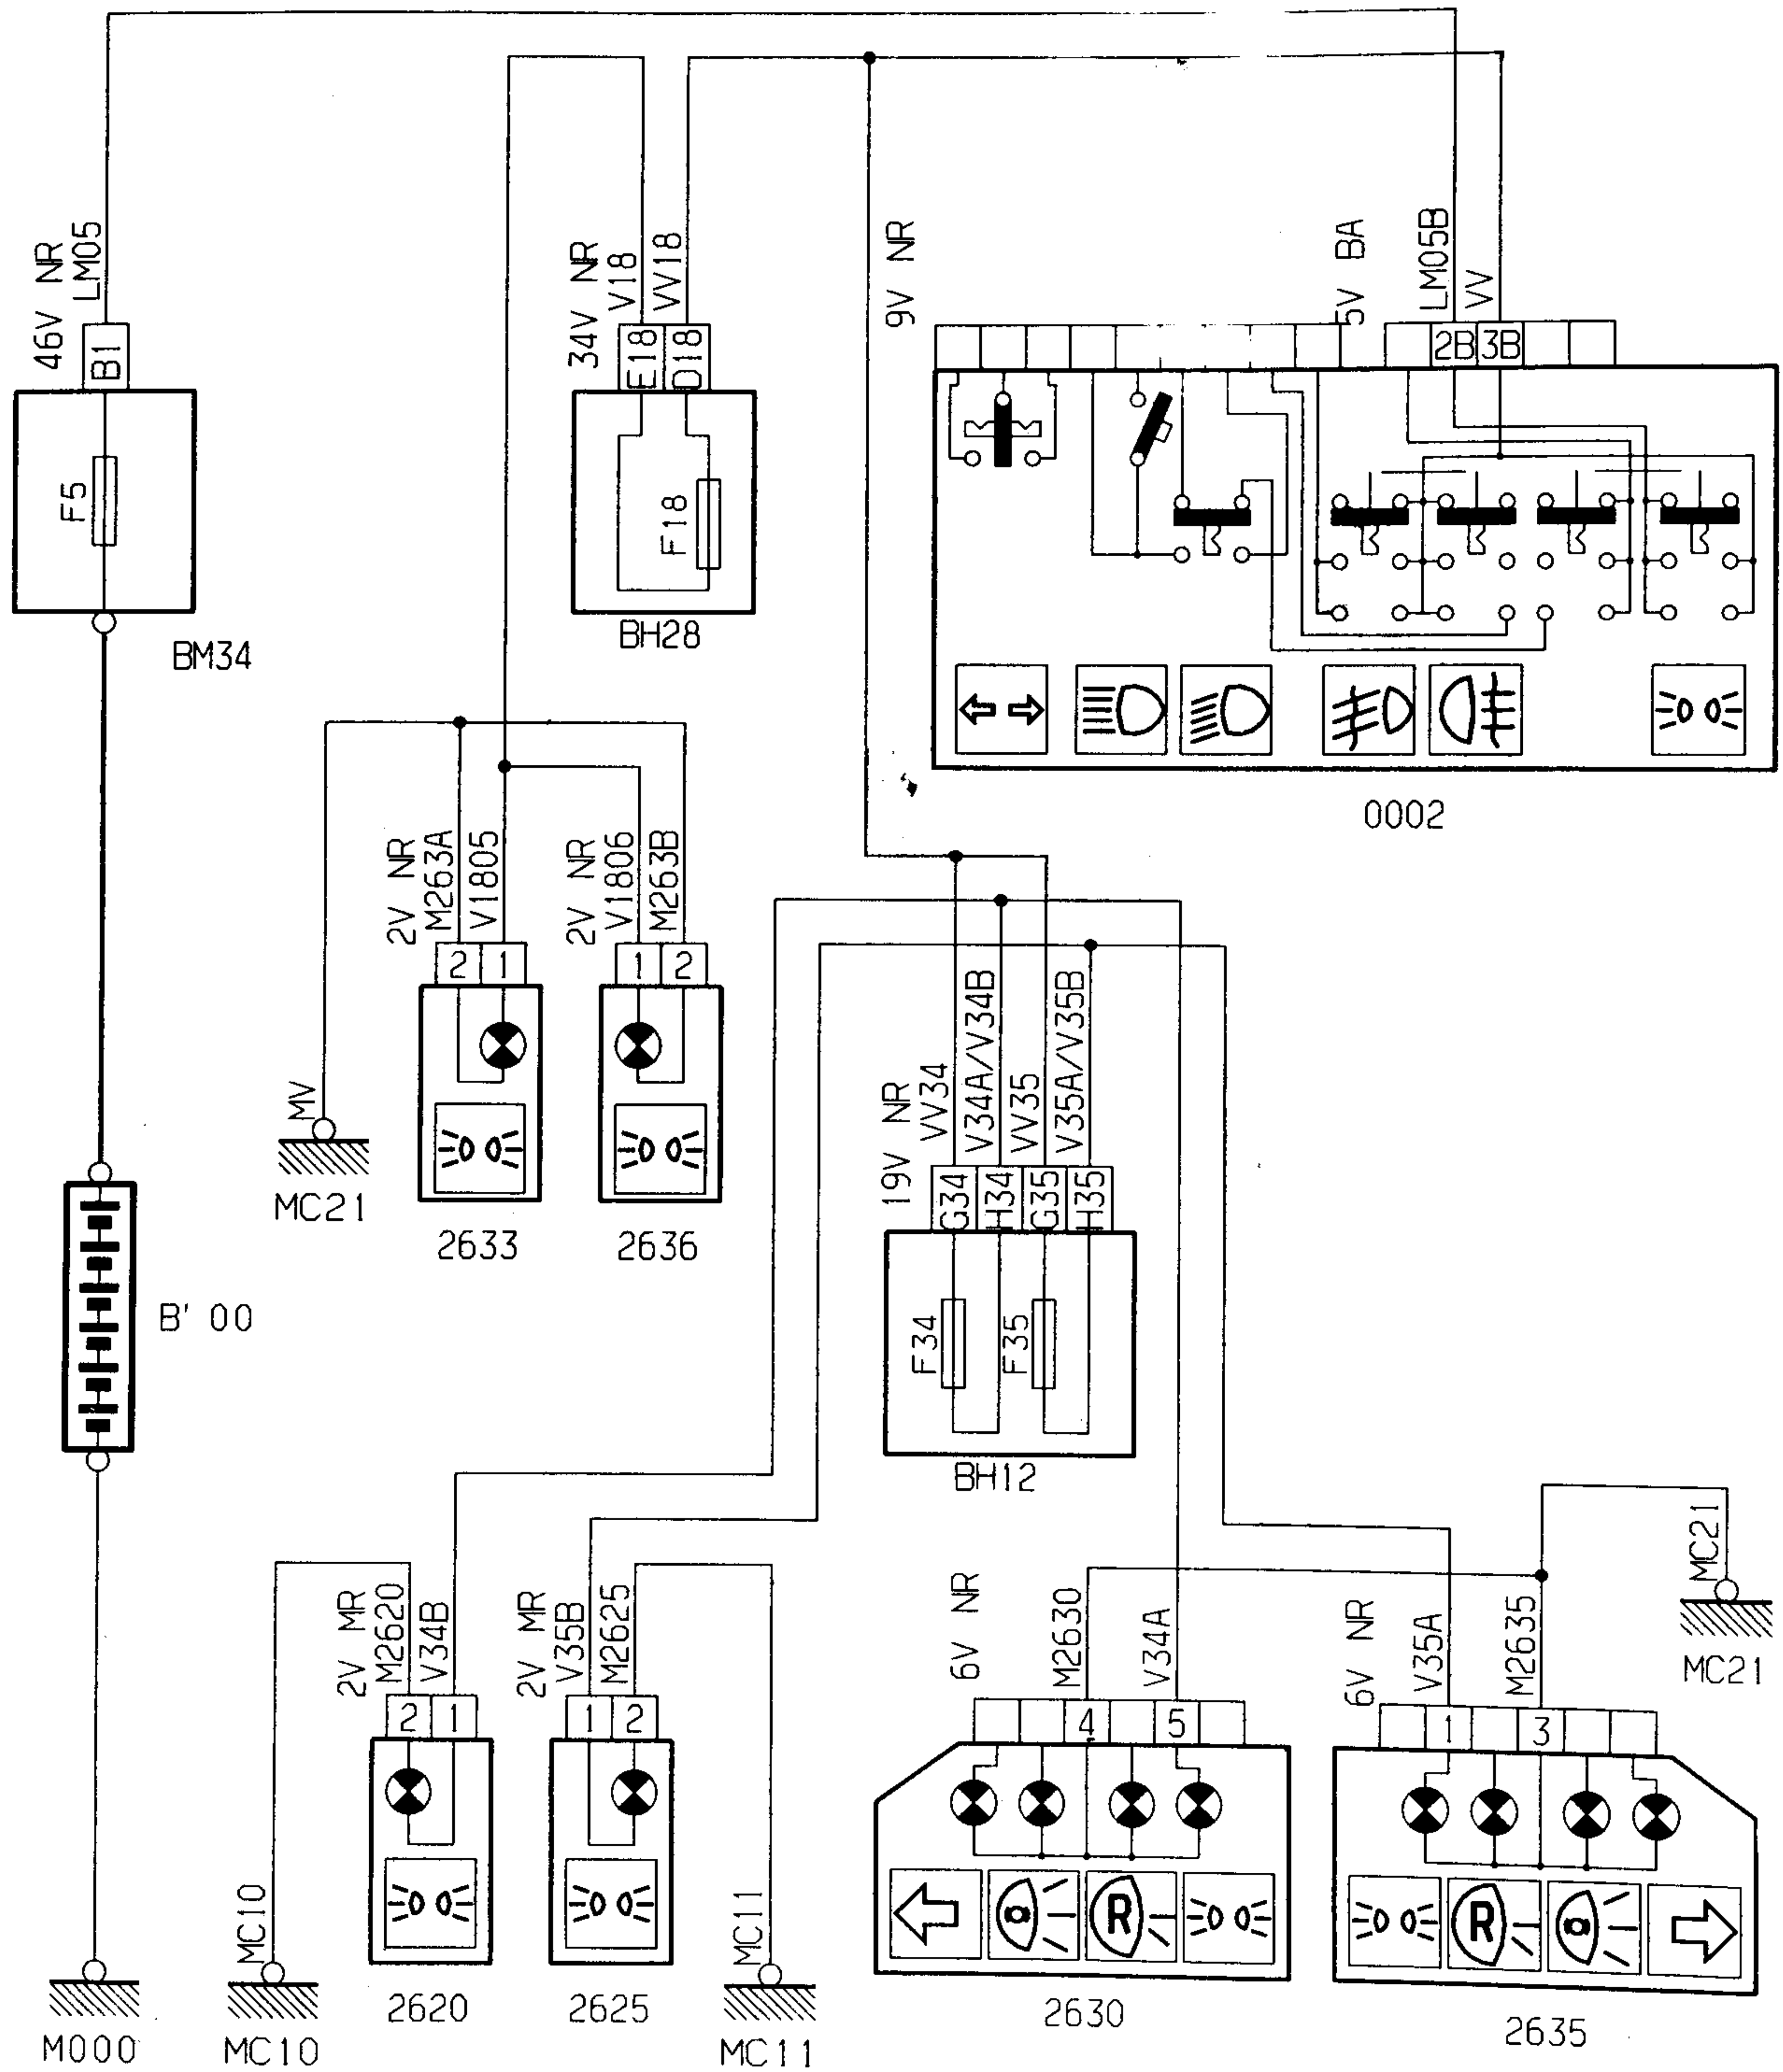 46V NR
LM05
B1
F5
BM34
34V NR
V18
VV18
E18
D18
F18
BH28
9V NR
5V BA
LM05B
VV
2B
3B
0002
2V NR
M263A
V1805
2
1
2633
2V NR
V1806
M263B
1
2
2636
MV
MC21
B' 00
19V NR
VV34
V34A/V34B
VV35
V35A/V35B
G34
H34
G35
H35
F34
F35
BH12
2V MR
M2620
V34B
2
1
2620
MC10
MC10
2V MR
V35B
M2625
1
2
2625
MC11
MC11
M000
6V NR
M2630
V34A
4
5
R
2630
6V NR
V35A
M2635
1
3
R
2635
MC21
MC21